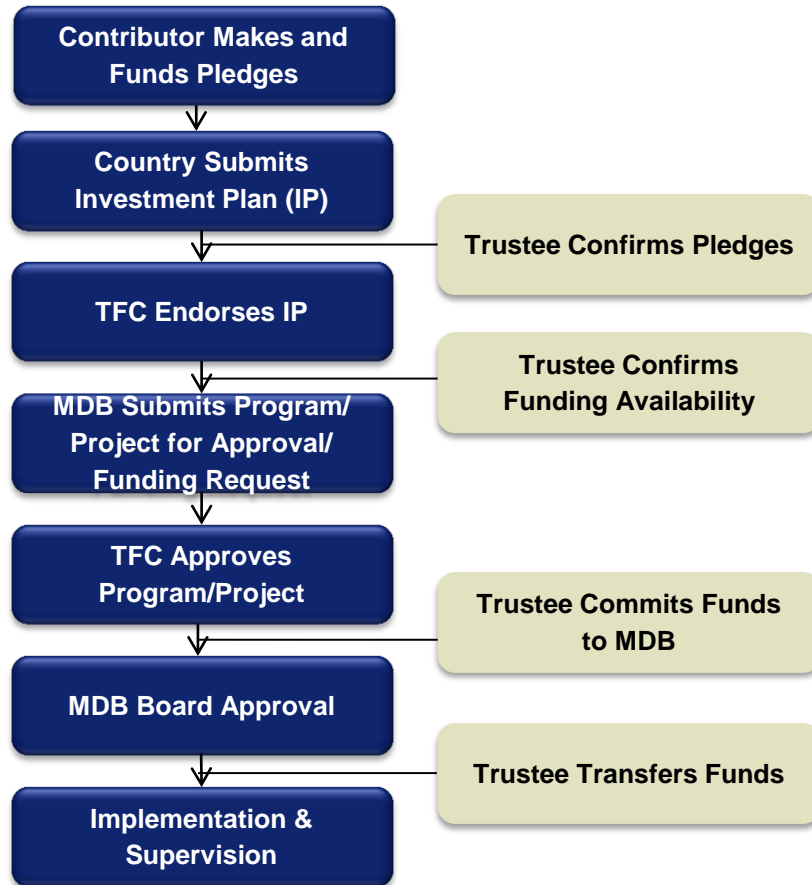 Contributor Makes and
Funds Pledges
Country Submits
Investment Plan (IP)
Trustee Confirms Pledges
TFC Endorses IP
Trustee Confirms
Funding Availability
MDB Submits Program/
Project for Approval/
Funding Request
TFC Approves
Program/Project
Trustee Commits Funds
to MDB
MDB Board Approval
Trustee Transfers Funds
Implementation &
Supervision